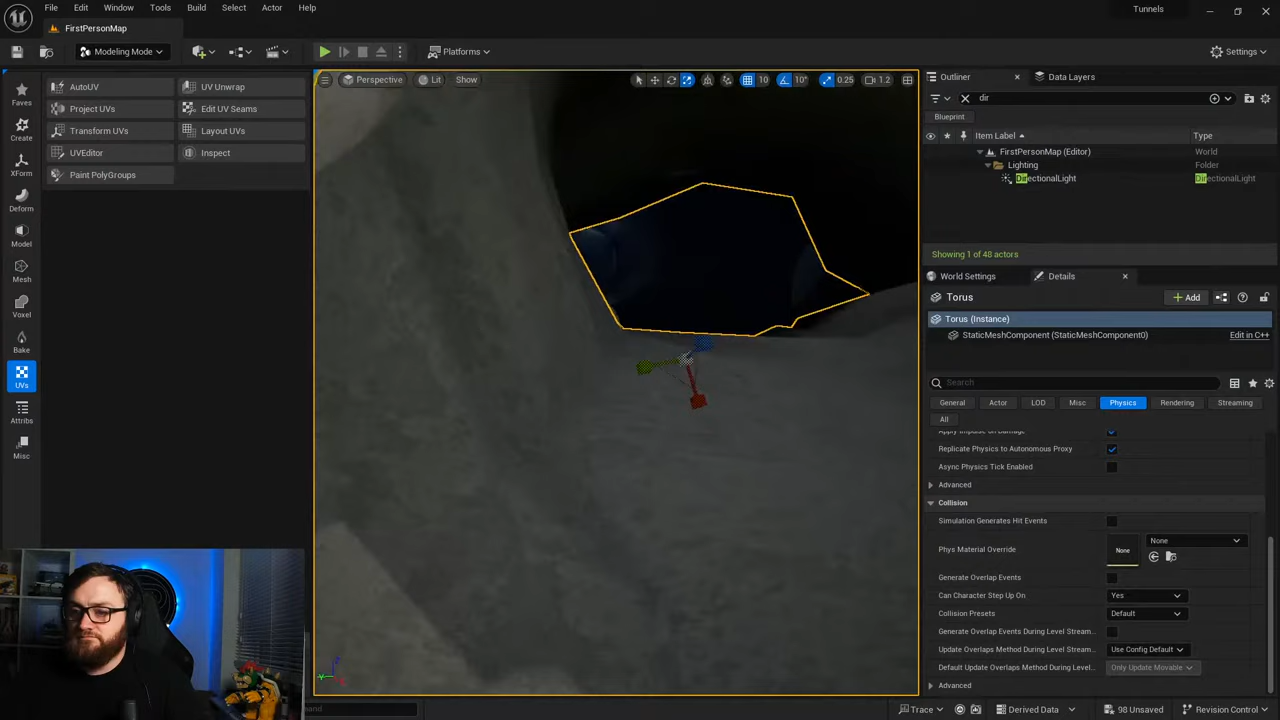 File Edit Window Tools Build Select Actor Help
Tunnels
FirstPersonMap
Modeling Mode
Platforms
Settings
AutoUV
UV Unwrap
Project UVs
Edit UV Seams
Transform UVs
Layout UVs
UVEditor
Inspect
Paint PolyGroups
Faves
Create
XForm
Deform
Model
Mesh
Voxel
Bake
UVs
Attribs
Misc
Perspective
Lit
Show
10
10°
0.25
1.2
Outliner
Data Layers
dir
Blueprint
Item Label
Type
FirstPersonMap (Editor)
World
Lighting
Folder
DirectionalLight
DirectionalLight
Showing 1 of 48 actors
World Settings
Details
Torus
Add
Torus (Instance)
StaticMeshComponent (StaticMeshComponent0)
Edit in C++
Search
General
Actor
LOD
Misc
Physics
Rendering
Streaming
All
Apply Impulse on Damage
Replicate Physics to Autonomous Proxy
Async Physics Tick Enabled
Advanced
Collision
Simulation Generates Hit Events
Phys Material Override
None
None
Generate Overlap Events
Can Character Step Up On
Yes
Collision Presets
Default
Generate Overlap Events During Level Stream...
Update Overlaps Method During Level Stream...
Use Config Default
Default Update Overlaps Method During Level...
Only Update Movable
Advanced
Trace
Derived Data
98 Unsaved
Revision Control